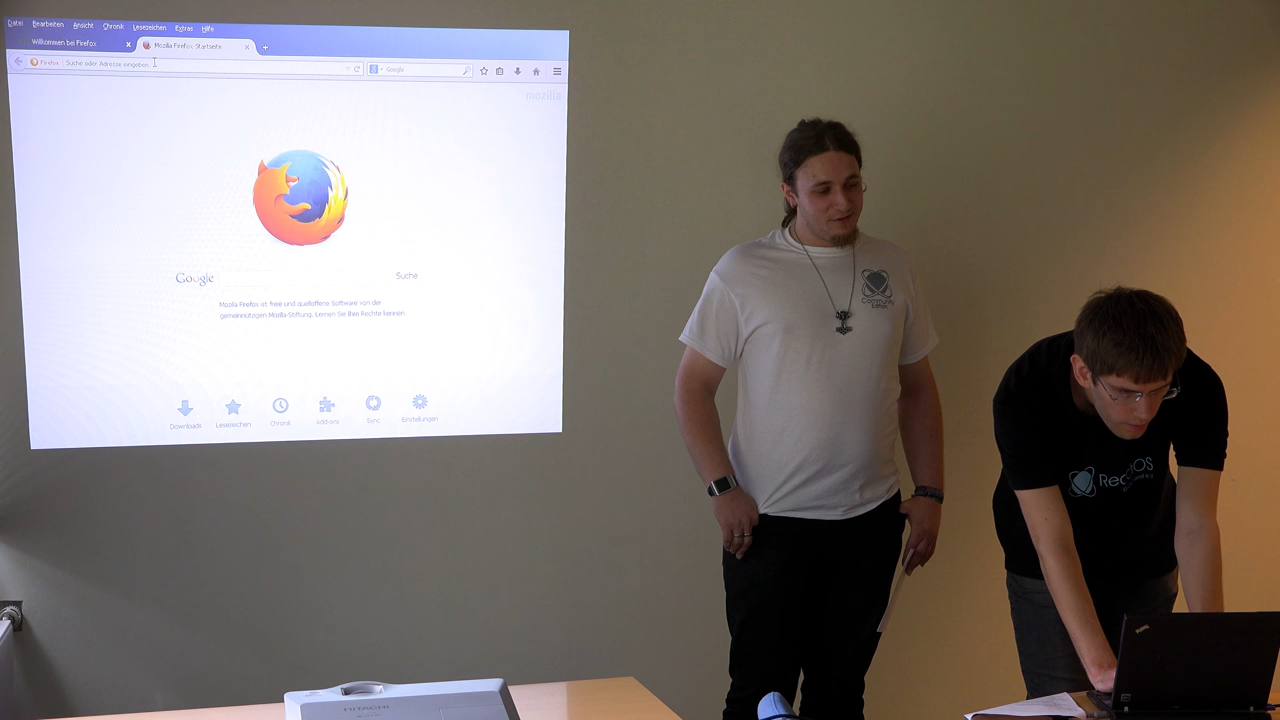 Datei Bearbeiten Ansicht Chronik Lesezeichen Extras Hilfe
Willkommen bei Firefox
Mozilla Firefox-Startseite
Firefox Suche oder Adresse eingeben
Google
mozilla
Google
Suche
Mozilla Firefox ist freie und quelloffene Software von der
gemeinnützigen Mozilla-Stiftung. Lernen Sie Ihre Rechte kennen.
Downloads Lesezeichen Chronik Add-ons Sync Einstellungen
Community
Edition
HITACHI